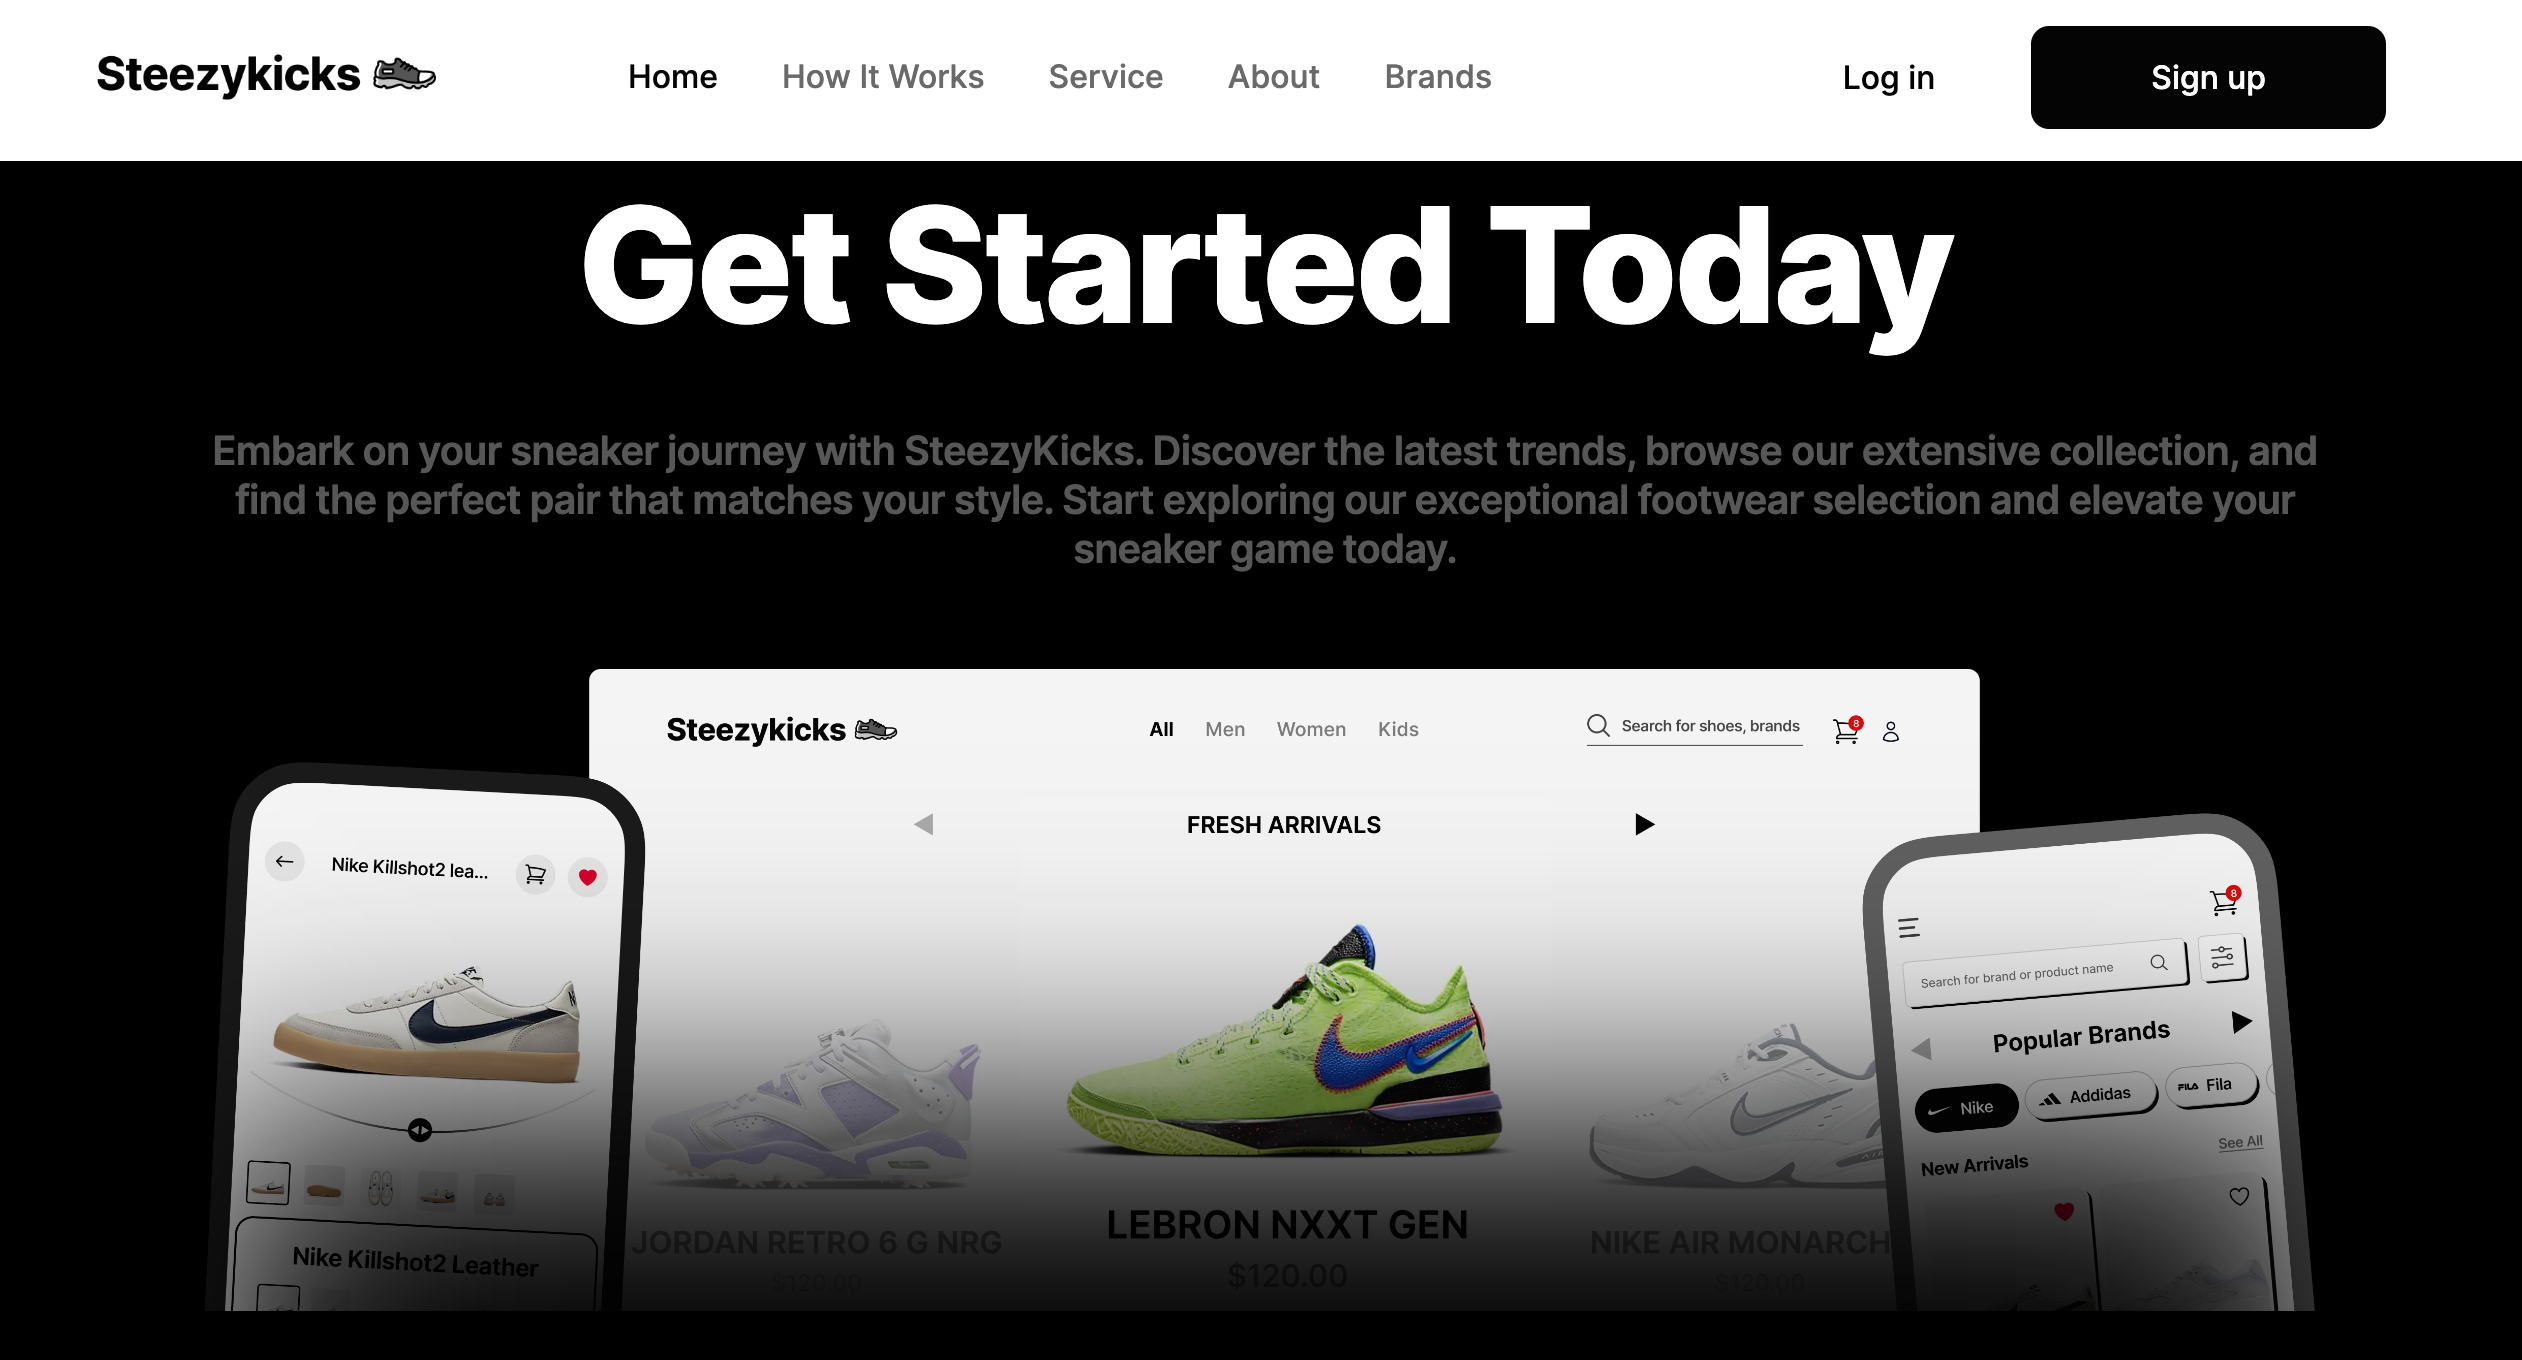 Steezykicks
Home How It Works Service About Brands Log in Sign up
Get Started Today
Embark on your sneaker journey with SteezyKicks. Discover the latest trends, browse our extensive collection, and
find the perfect pair that matches your style. Start exploring our exceptional footwear selection and elevate your
sneaker game today.
Steezykicks
All Men Women Kids
Search for shoes, brands
8
FRESH ARRIVALS
JORDAN RETRO 6 G NRG
$120.00
LEBRON NXXT GEN
$120.00
NIKE AIR MONARCH
$120.00
Nike Killshot2 lea...
Nike Killshot2 Leather
8
Search for brand or product name
Popular Brands
Nike Addidas FILA Fila
See All
New Arrivals